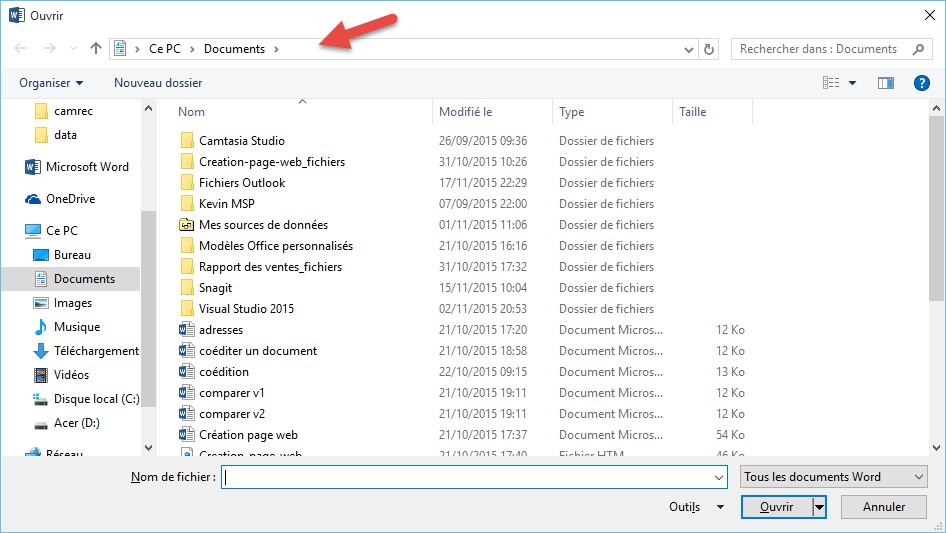 Ouvrir
Ce PC > Documents >
Rechercher dans : Documents
Organiser Nouveau dossier
camrec
data
Microsoft Word
OneDrive
Ce PC
Bureau
Documents
Images
Musique
Téléchargement
Vidéos
Disque local (C:)
Acer (D:)
Réseau
Nom Modifié le Type Taille
Camtasia Studio 26/09/2015 09:36 Dossier de fichiers
Creation-page-web_fichiers 31/10/2015 10:26 Dossier de fichiers
Fichiers Outlook 17/11/2015 22:29 Dossier de fichiers
Kevin MSP 07/09/2015 22:00 Dossier de fichiers
Mes sources de données 01/11/2015 11:06 Dossier de fichiers
Modèles Office personnalisés 21/10/2015 16:16 Dossier de fichiers
Rapport des ventes_fichiers 31/10/2015 17:32 Dossier de fichiers
Snagit 15/11/2015 10:04 Dossier de fichiers
Visual Studio 2015 02/11/2015 20:53 Dossier de fichiers
adresses 21/10/2015 17:20 Document Micros... 12 Ko
coéditer un document 21/10/2015 18:58 Document Micros... 12 Ko
coédition 22/10/2015 09:15 Document Micros... 13 Ko
comparer v1 21/10/2015 19:11 Document Micros... 12 Ko
comparer v2 21/10/2015 19:11 Document Micros... 12 Ko
Création page web 21/10/2015 17:37 Document Micros... 54 Ko
Creation-page-web 21/10/2015 17:40 Fichier HTM 46 Ko
Nom de fichier :
Tous les documents Word
Outils Ouvrir Annuler